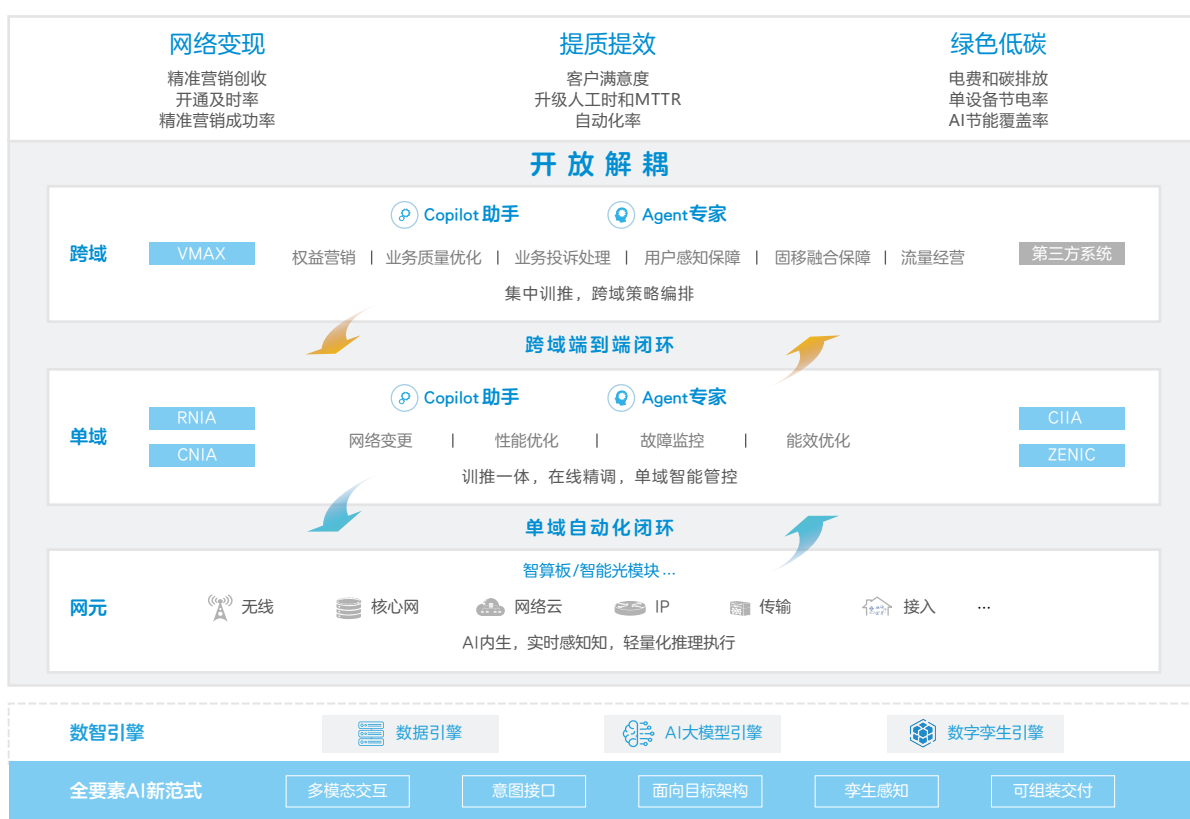 网络变现
提质提效
绿色低碳
精准营销创收
开通及时率
精准营销成功率
客户满意度
升级人工时和MTTR
自动化率
电费和碳排放
单设备节电率
AI节能覆盖率
开放解耦
Copilot 助手
Agent专家
跨域
VMAX
权益营销 | 业务质量优化 | 业务投诉处理 | 用户感知保障 | 固移融合保障 | 流量经营
第三方系统
集中训推，跨域策略编排
跨域端到端闭环
Copilot 助手
Agent专家
单域
RNIA
CNIA
网络变更 | 性能优化 | 故障监控 | 能效优化
CIIA
ZENIC
训推一体，在线精调，单域智能管控
单域自动化闭环
智算板/智能光模块...
网元
无线
核心网
网络云
IP
传输
接入
...
AI内生，实时感知知，轻量化推理执行
数智引擎
数据引擎
AI大模型引擎
数字孪生引擎
全要素AI新范式
多模态交互
意图接口
面向目标架构
孪生感知
可组装交付